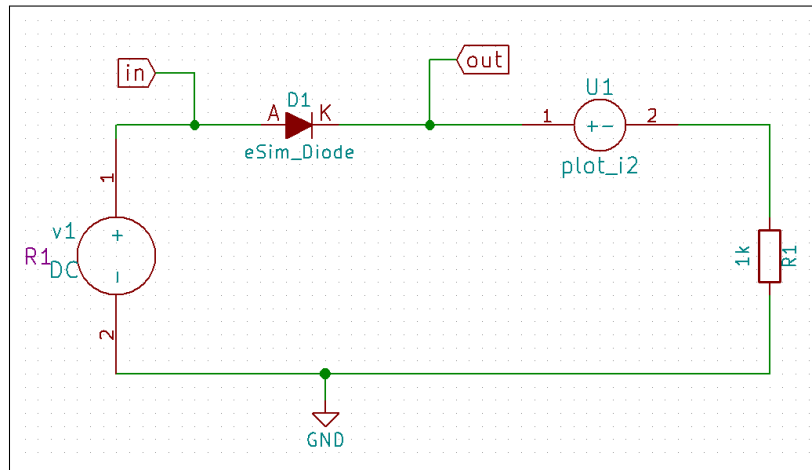 in
out
D1
A
K
eSim_Diode
U1
1
+-
2
plot_i2
1
v1
+
R1
DC
-
2
1k
R1
GND